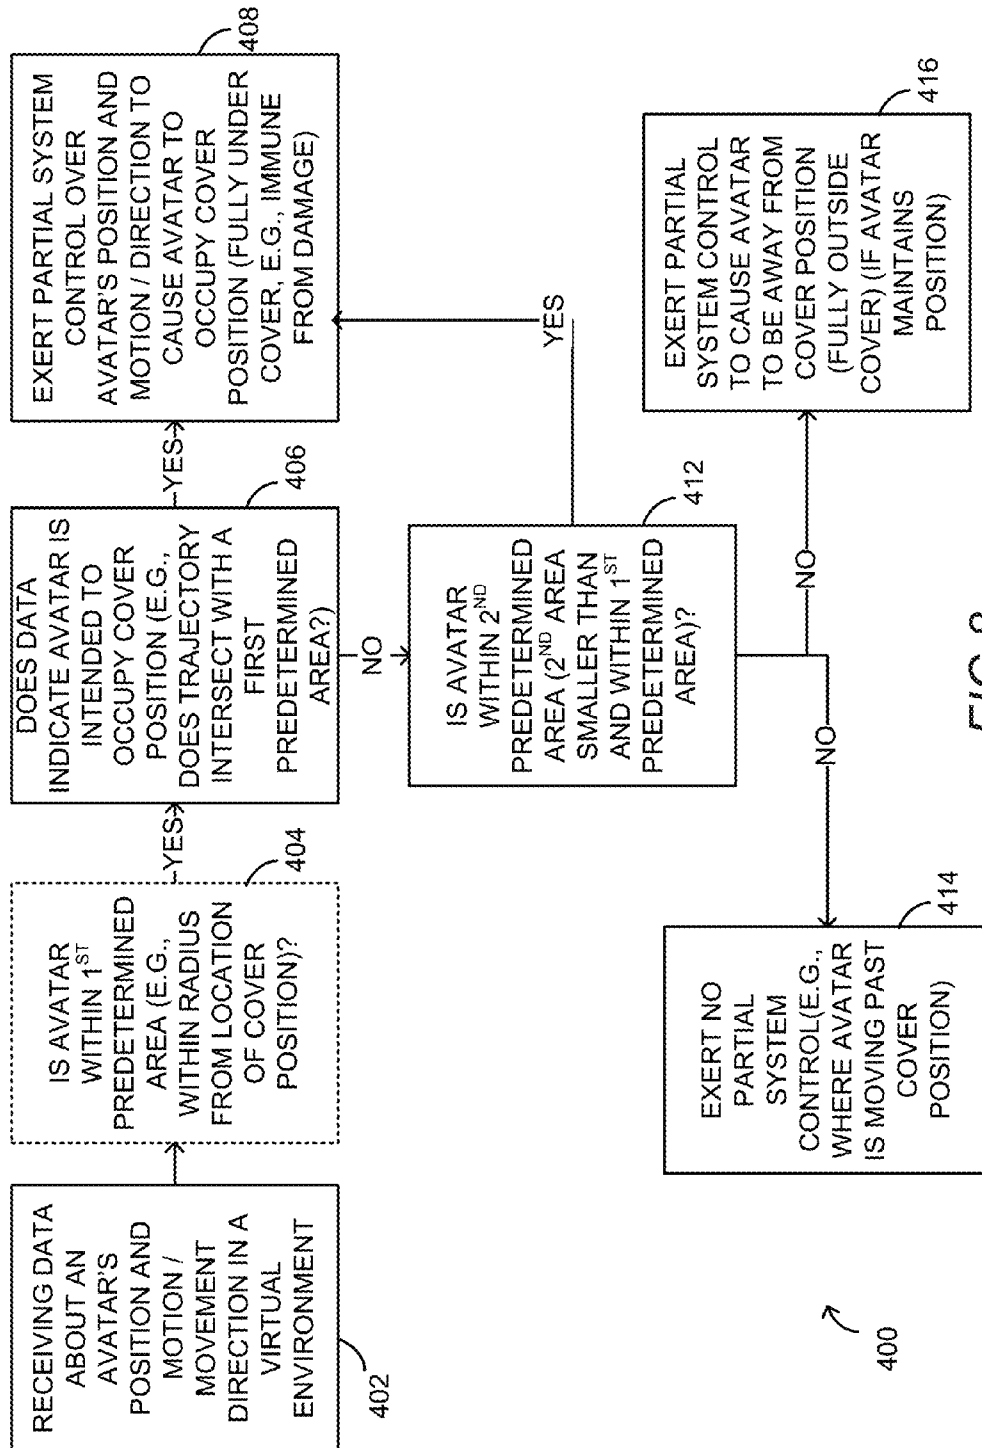 RECEIVING DATA
ABOUT AN
AVATAR'S
POSITION AND
MOTION /
MOVEMENT
DIRECTION IN A
VIRTUAL
ENVIRONMENT
402
IS AVATAR
WITHIN 1ST
PREDETERMINED
AREA (E.G.,
WITHIN RADIUS
FROM LOCATION
OF COVER
POSITION)?
404
YES
DOES DATA
INDICATE AVATAR IS
INTENDED TO
OCCUPY COVER
POSITION (E.G.,
DOES TRAJECTORY
INTERSECT WITH A
FIRST
PREDETERMINED
AREA?)
406
YES
EXERT PARTIAL SYSTEM
CONTROL OVER
AVATAR'S POSITION AND
MOTION / DIRECTION TO
CAUSE AVATAR TO
OCCUPY COVER
POSITION (FULLY UNDER
COVER, E.G., IMMUNE
FROM DAMAGE)
408
NO
IS AVATAR
WITHIN 2ND
PREDETERMINED
AREA (2ND AREA
SMALLER THAN
AND WITHIN 1ST
PREDETERMINED
AREA)?
412
YES
NO
NO
EXERT NO
PARTIAL
SYSTEM
CONTROL(E.G.,
WHERE AVATAR
IS MOVING PAST
COVER
POSITION)
414
EXERT PARTIAL
SYSTEM CONTROL
TO CAUSE AVATAR
TO BE AWAY FROM
COVER POSITION
(FULLY OUTSIDE
COVER) (IF AVATAR
MAINTAINS
POSITION)
416
400